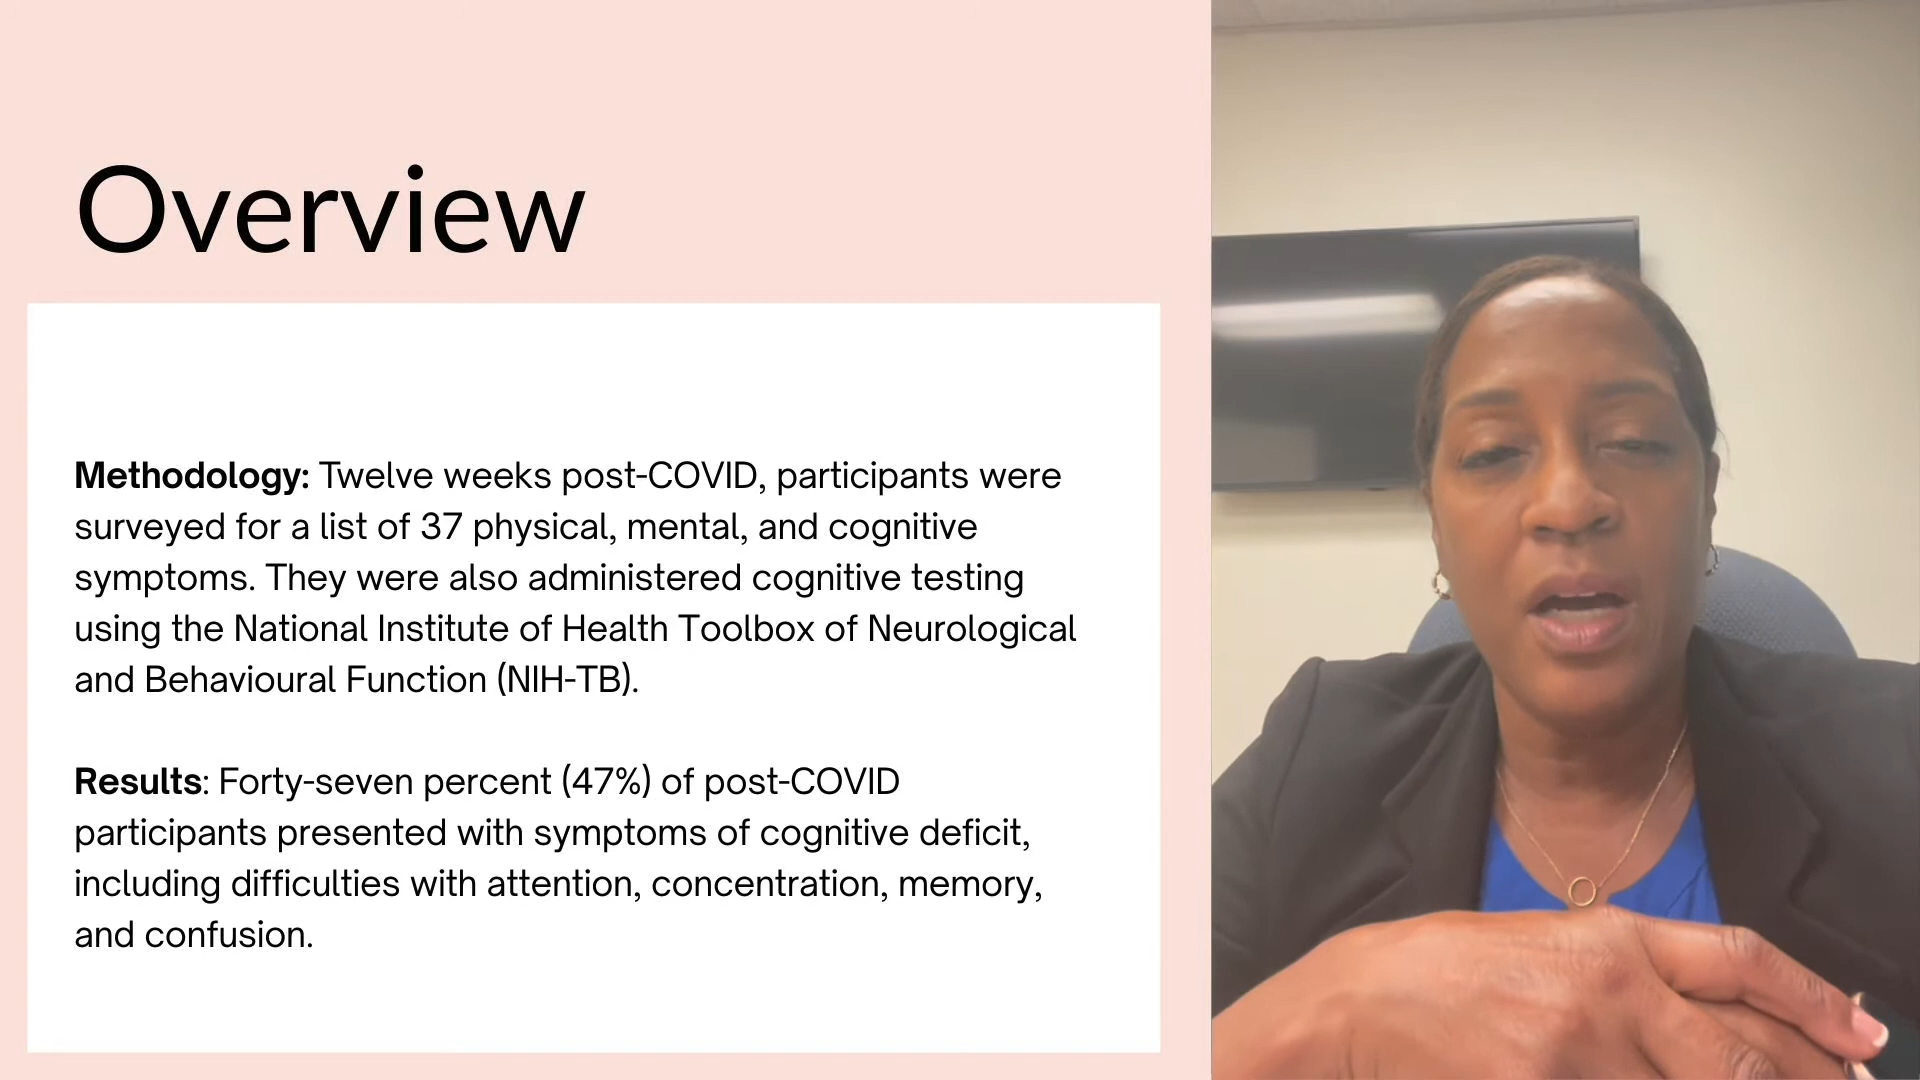 Overview
Methodology: Twelve weeks post-COVID, participants were
surveyed for a list of 37 physical, mental, and cognitive
symptoms. They were also administered cognitive testing
using the National Institute of Health Toolbox of Neurological
and Behavioural Function (NIH-TB).
Results: Forty-seven percent (47%) of post-COVID
participants presented with symptoms of cognitive deficit,
including difficulties with attention, concentration, memory,
and confusion.